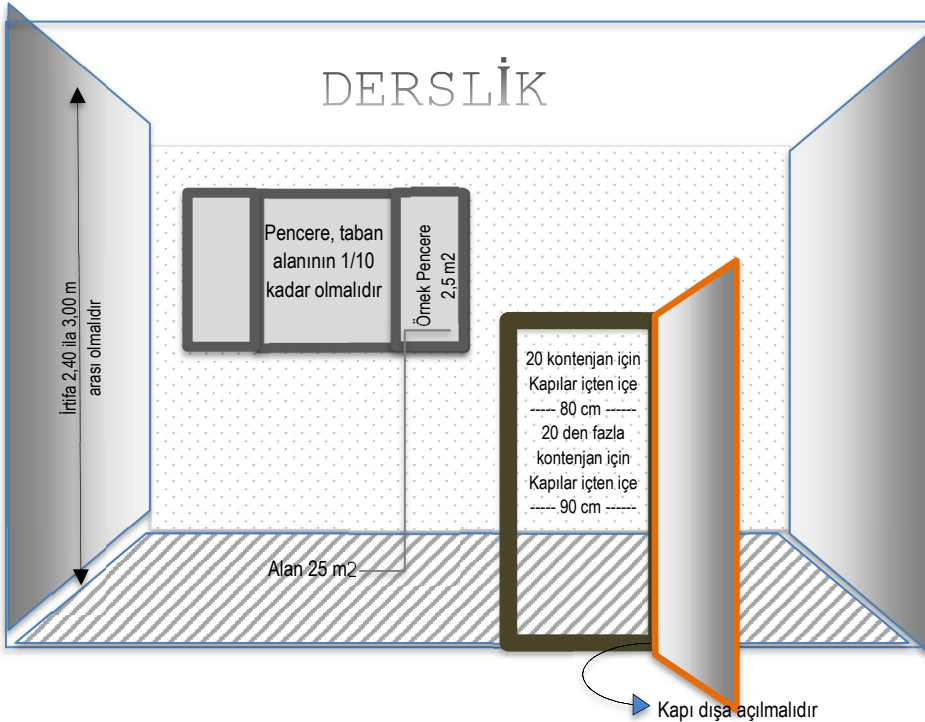 DERSLİK
İrtifa 2,40 ila 3,00 m
arası olmalıdır
Pencere, taban
alanının 1/10
kadar olmalıdır
Örnek Pencere
2,5 m2
20 kontenjan için
Kapılar içten içe
----- 80 cm ------
20 den fazla
kontenjan için
Kapılar içten içe
----- 90 cm ------
Alan 25 m2
Kapı dışa açılmalıdır